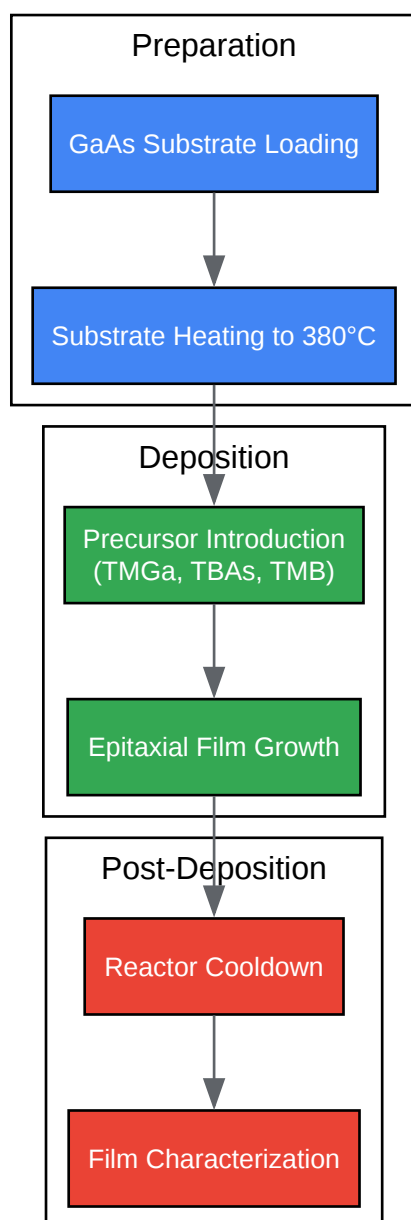 Preparation
GaAs Substrate Loading
Substrate Heating to 380°C
Deposition
Precursor Introduction
(TMGa, TBAs, TMB)
Epitaxial Film Growth
Post-Deposition
Reactor Cooldown
Film Characterization